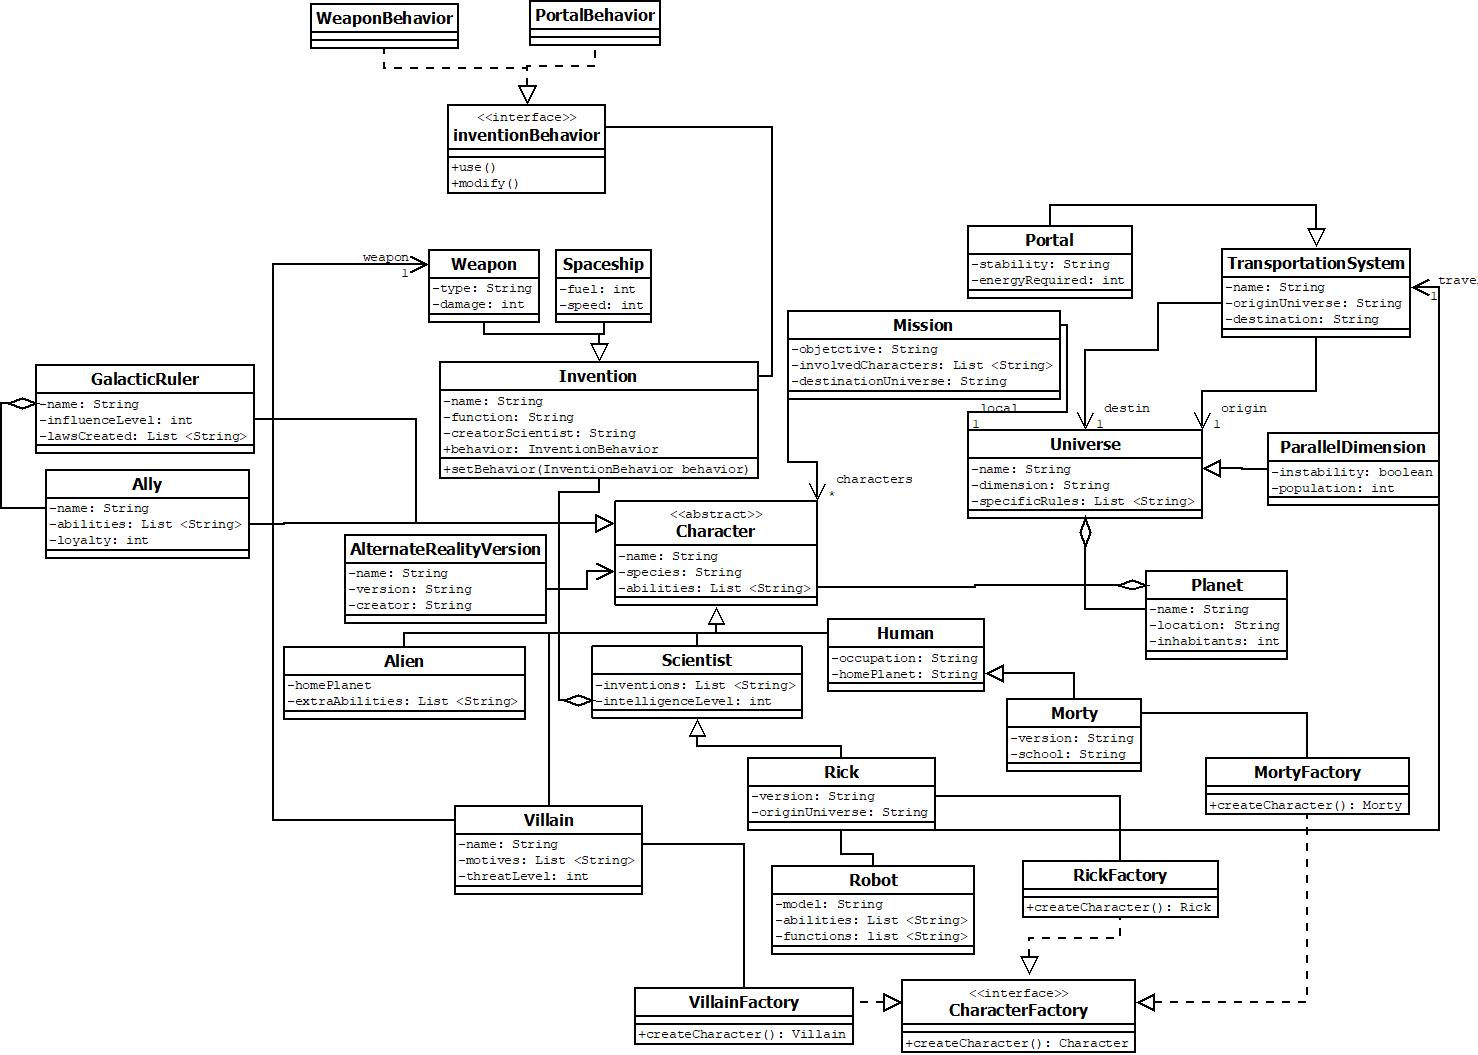 WeaponBehavior
PortalBehavior
<<interface>>
inventionBehavior
+use()
+modify()
Portal
-stability: String
-energyRequired: int
TransportationSystem
-name: String
-originUniverse: String
-destination: String
weapon
1
Weapon
-type: String
-damage: int
Spaceship
-fuel: int
-speed: int
trave
1
Mission
-objetctive: String
-involvedCharacters: List <String>
-destinationUniverse: String
GalacticRuler
-name: String
-influenceLevel: int
-lawsCreated: List <String>
Invention
-name: String
-function: String
-creatorScientist: String
+behavior: InventionBehavior
+setBehavior(InventionBehavior behavior)
local
1
destin
1
origin
1
Universe
-name: String
-dimension: String
-specificRules: List <String>
ParallelDimension
-instability: boolean
-population: int
Ally
-name: String
-abilities: List <String>
-loyalty: int
characters
*
<<abstract>>
Character
-name: String
-species: String
-abilities: List <String>
AlternateRealityVersion
-name: String
-version: String
-creator: String
Planet
-name: String
-location: String
-inhabitants: int
Alien
-homePlanet
-extraAbilities: List <String>
Scientist
-inventions: List <String>
-intelligenceLevel: int
Human
-occupation: String
-homePlanet: String
Morty
-version: String
-school: String
Rick
-version: String
-originUniverse: String
MortyFactory
+createCharacter(): Morty
Villain
-name: String
-motives: List <String>
-threatLevel: int
Robot
-model: String
-abilities: List <String>
-functions: list <String>
RickFactory
+createCharacter(): Rick
VillainFactory
+createCharacter(): Villain
<<interface>>
CharacterFactory
+createCharacter(): Character